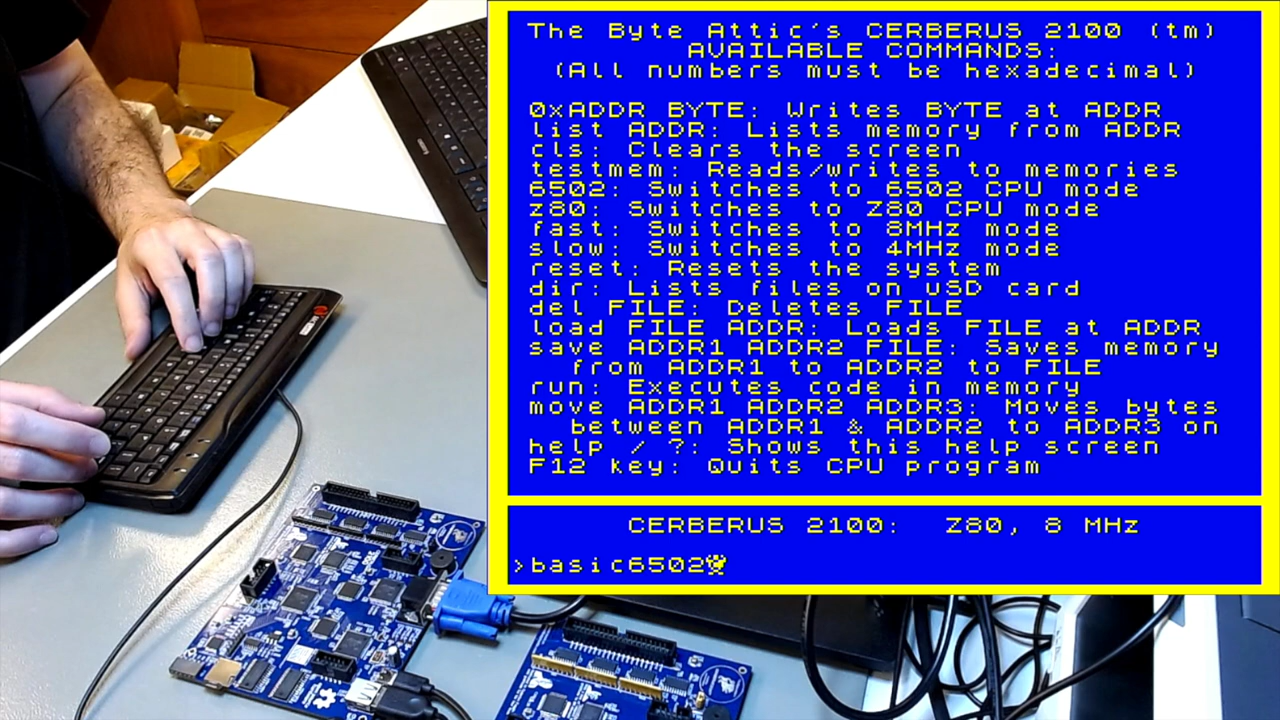 The Byte Attic's CERBERUS 2100 (tm)
AVAILABLE COMMANDS:
(All numbers must be hexadecimal)
0xADDR BYTE: Writes BYTE at ADDR
list ADDR: Lists memory from ADDR
cls: Clears the screen
testmem: Reads/writes to memories
6502: Switches to 6502 CPU mode
z80: Switches to Z80 CPU mode
fast: Switches to 8MHz mode
slow: Switches to 4MHz mode
reset: Resets the system
dir: Lists files on uSD card
del FILE: Deletes FILE
load FILE ADDR: Loads FILE at ADDR
save ADDR1 ADDR2 FILE: Saves memory
from ADDR1 to ADDR2 to FILE
run: Executes code in memory
move ADDR1 ADDR2 ADDR3: Moves bytes
between ADDR1 & ADDR2 to ADDR3 on
help / ?: Shows this help screen
F12 key: Quits CPU program
CERBERUS 2100: Z80, 8 MHz
>basic6502